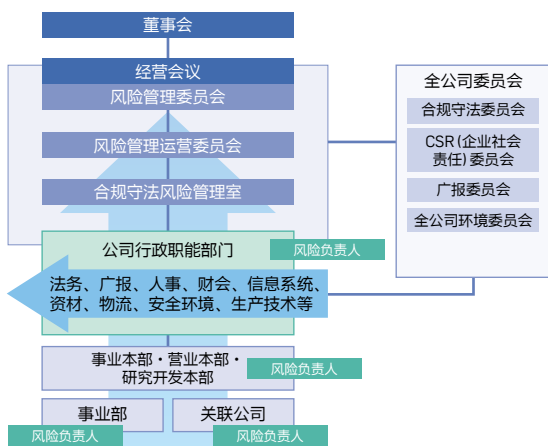 董事会
经营会议
风险管理委员会
风险管理运营委员会
合规守法风险管理室
全公司委员会
合规守法委员会
CSR (企业社会
责任) 委员会
广报委员会
全公司环境委员会
公司行政职能部门
风险负责人
法务、广报、人事、财会、信息系统、
资材、物流、安全环境、生产技术等
事业本部・营业本部・
研究开发本部
风险负责人
事业部
关联公司
风险负责人
风险负责人